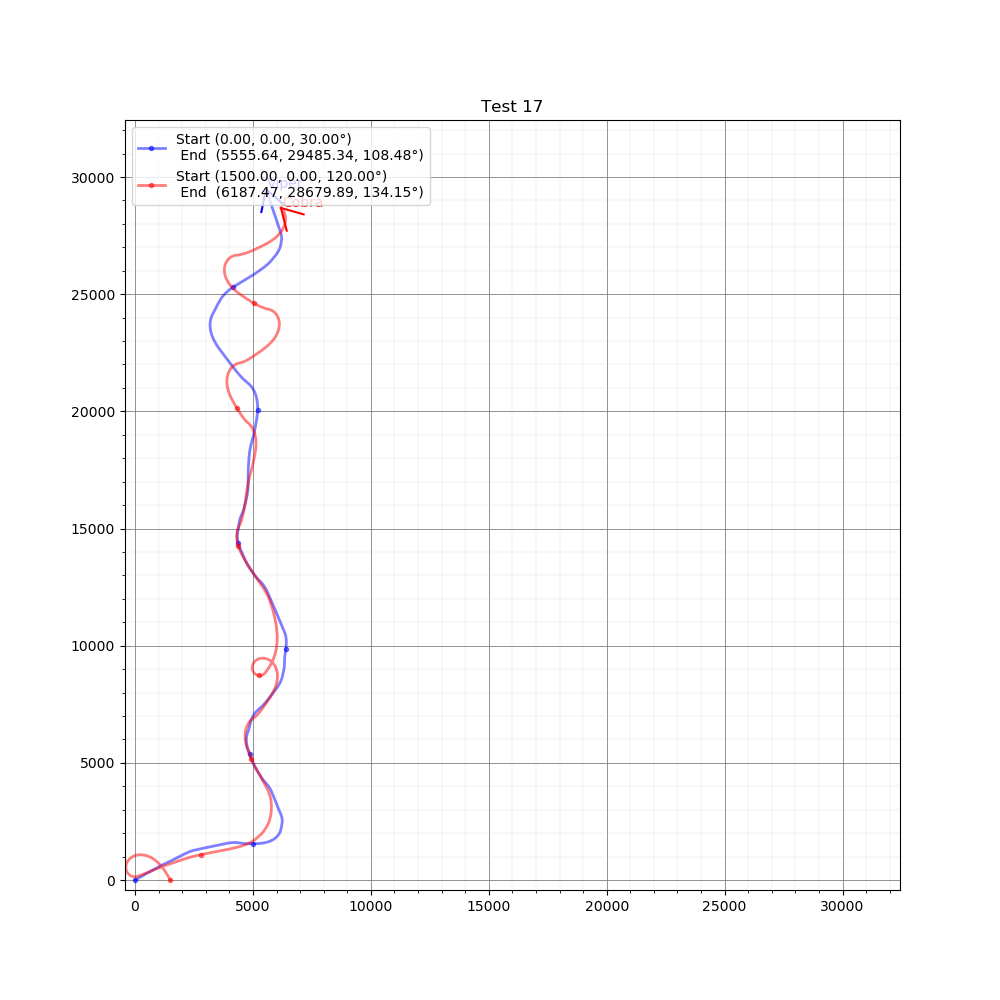 Test 17
Start (0.00, 0.00, 30.00°)
End (5555.64, 29485.34, 108.48°)
Start (1500.00, 0.00, 120.00°)
End (6187.47, 28679.89, 134.15°)
Viper
Cobra
30000
25000
20000
15000
10000
5000
0
0 5000 10000 15000 20000 25000 30000